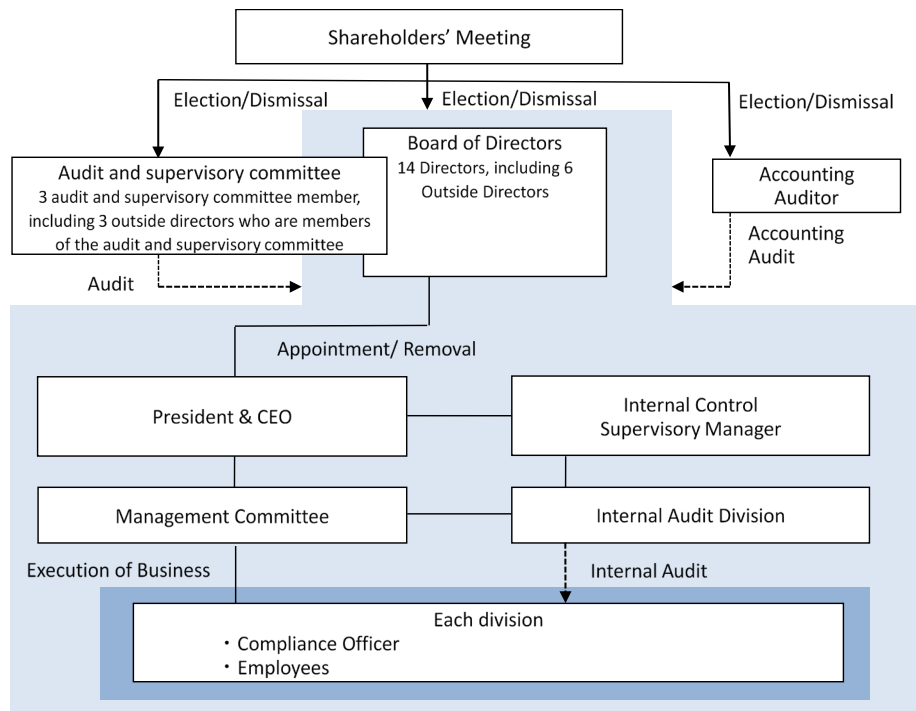 Shareholders’ Meeting
Election/Dismissal
Election/Dismissal
Election/Dismissal
Audit and supervisory committee
3 audit and supervisory committee member,
including 3 outside directors who are members
of the audit and supervisory committee
Board of Directors
14 Directors, including 6
Outside Directors
Accounting
Auditor
Audit
Accounting
Audit
Appointment/ Removal
President & CEO
Internal Control
Supervisory Manager
Management Committee
Internal Audit Division
Execution of Business
Internal Audit
Each division
・Compliance Officer
・Employees